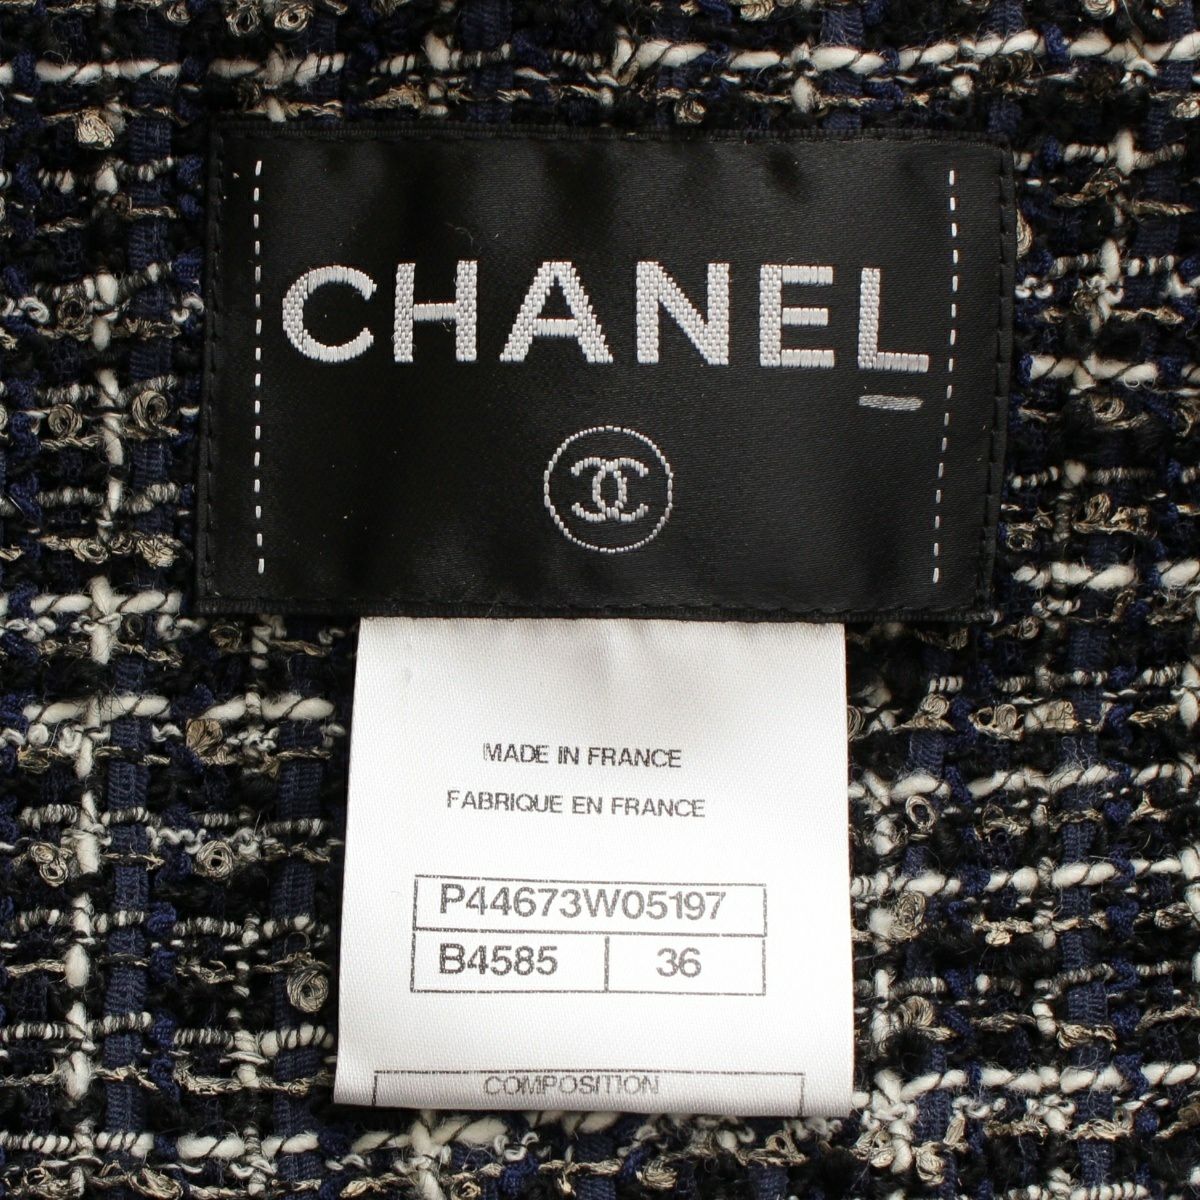 CHANEL
MADE IN FRANCE
FABRIQUE EN FRANCE
P44673W05197
B4585 36
COMPOSITION